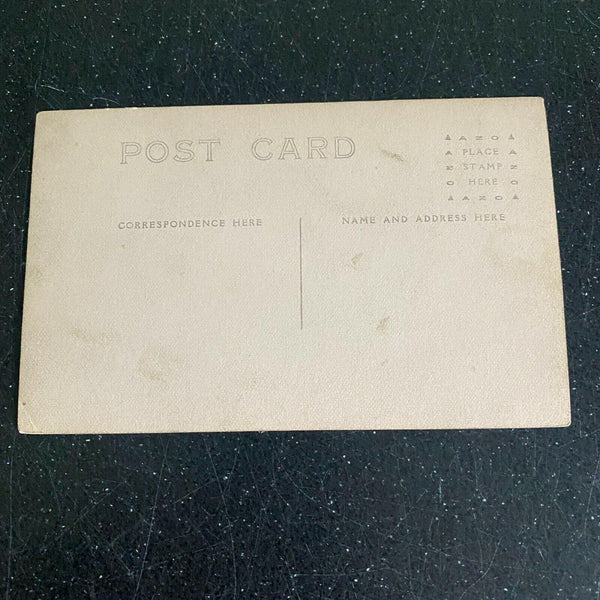 POST CARD
AZO
PLACE
STAMP
HERE
AZO
CORRESPONDENCE HERE
NAME AND ADDRESS HERE